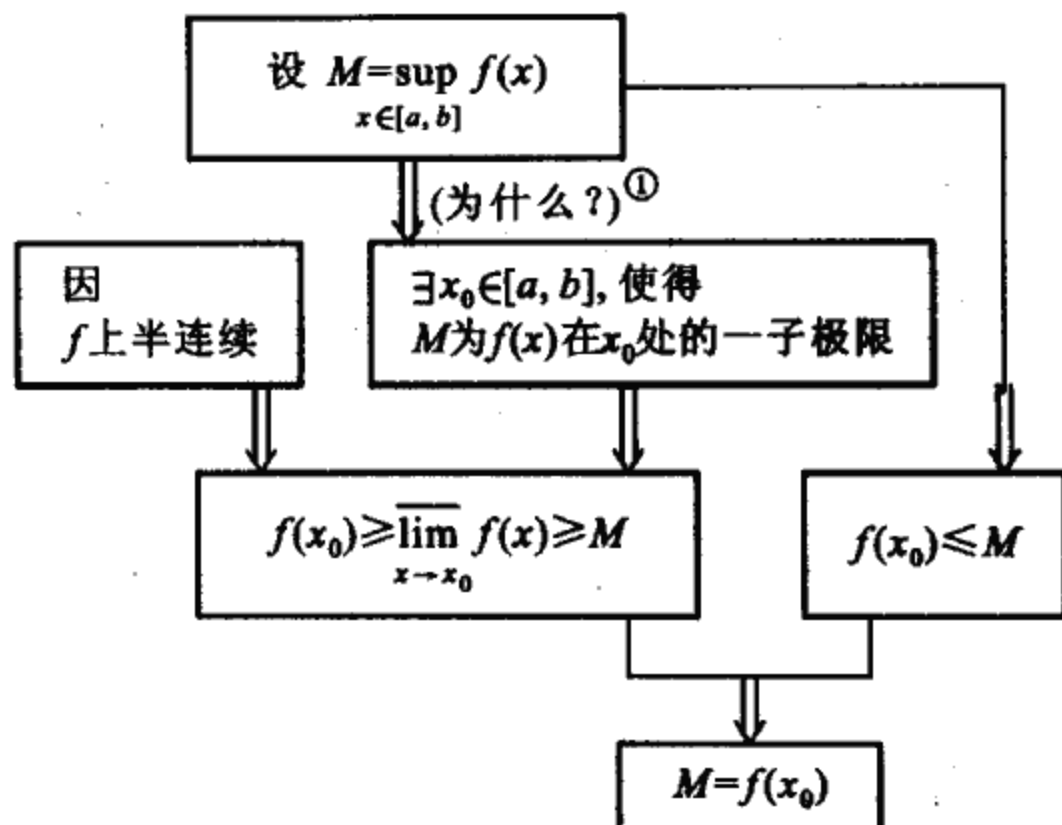 设 M=sup f(x)
x∈[a, b]
(为什么?)①
因
f上半连续
∃x₀∈[a, b], 使得
M为f(x)在x₀处的一子极限
f(x₀)≥lim̅ f(x)≥M
x→x₀
f(x₀)≤M
M=f(x₀)